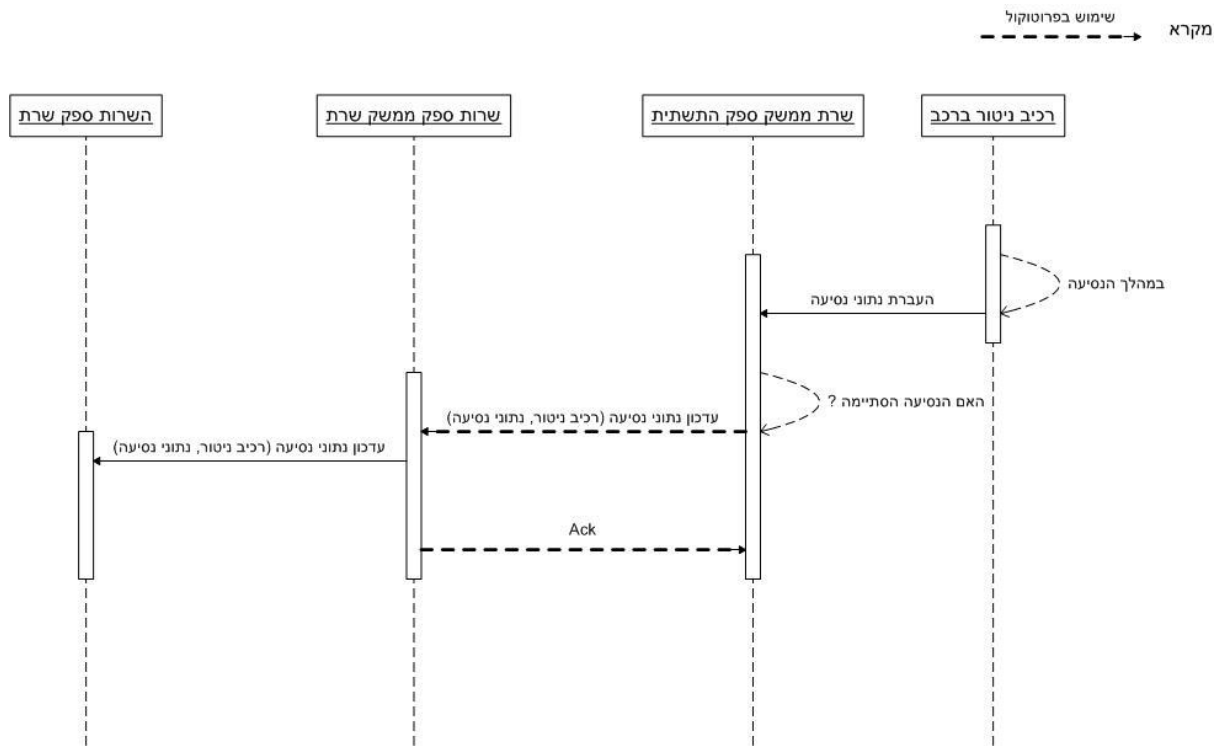 מקרא
שימוש בפרוטוקול
רכיב ניטור ברכב
שרת ממשק ספק התשתית
שרות ספק ממשק שרת
השרות ספק שרת
במהלך הנסיעה
העברת נתוני נסיעה
האם הנסיעה הסתיימה ?
עדכון נתוני נסיעה (רכיב ניטור, נתוני נסיעה)
עדכון נתוני נסיעה (רכיב ניטור, נתוני נסיעה)
Ack